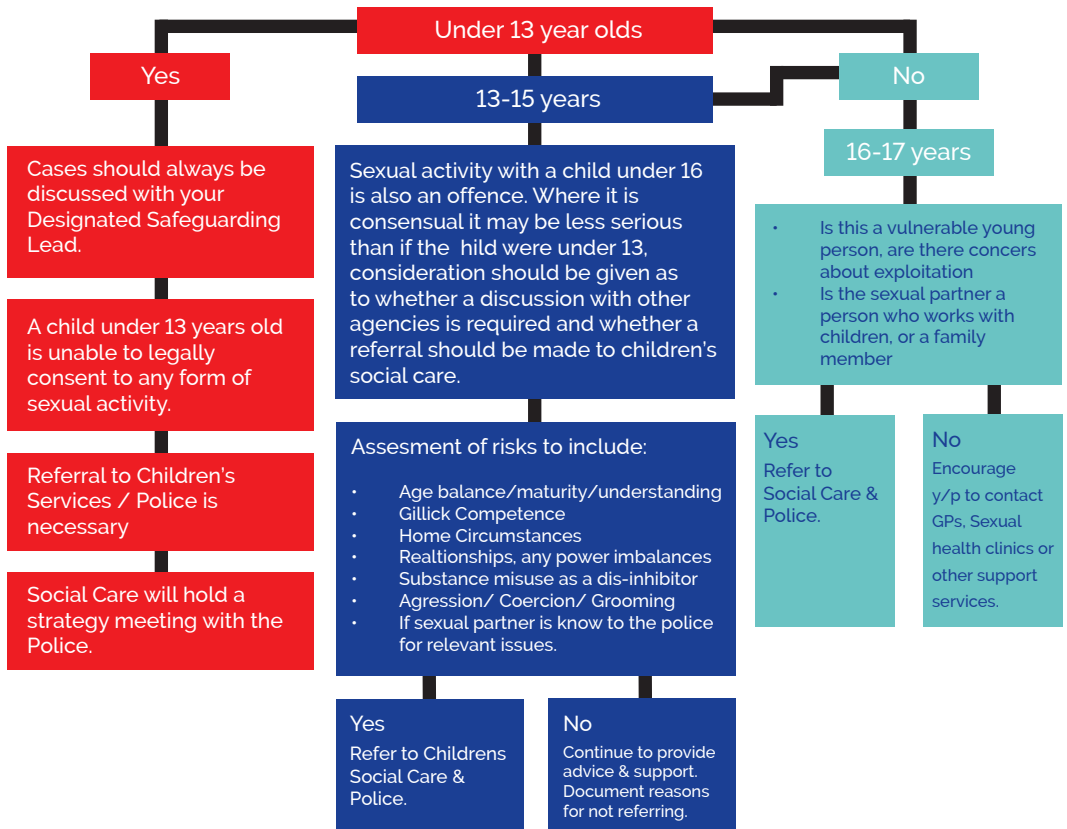 Under 13 year olds
Yes
Cases should always be
discussed with your
Designated Safeguarding
Lead.
A child under 13 years old
is unable to legally
consent to any form of
sexual activity.
Referral to Children's
Services / Police is
necessary
Social Care will hold a
strategy meeting with the
Police.
13-15 years
Sexual activity with a child under 16
is also an offence. Where it is
consensual it may be less serious
than if the  hild were under 13,
consideration should be given as
to whether a discussion with other
agencies is required and whether a
referral should be made to children's
social care.
Assesment of risks to include:
• Age balance/maturity/understanding
• Gillick Competence
• Home Circumstances
• Realtionships, any power imbalances
• Substance misuse as a dis-inhibitor
• Agression/ Coercion/ Grooming
• If sexual partner is know to the police
for relevant issues.
Yes
Refer to Childrens
Social Care &
Police.
No
Continue to provide
advice & support.
Document reasons
for not referring.
No
16-17 years
• Is this a vulnerable young
person, are there concers
about exploitation
• Is the sexual partner a
person who works with
children, or a family
member
Yes
Refer to
Social Care &
Police.
No
Encourage
y/p to contact
GPs, Sexual
health clinics or
other support
services.